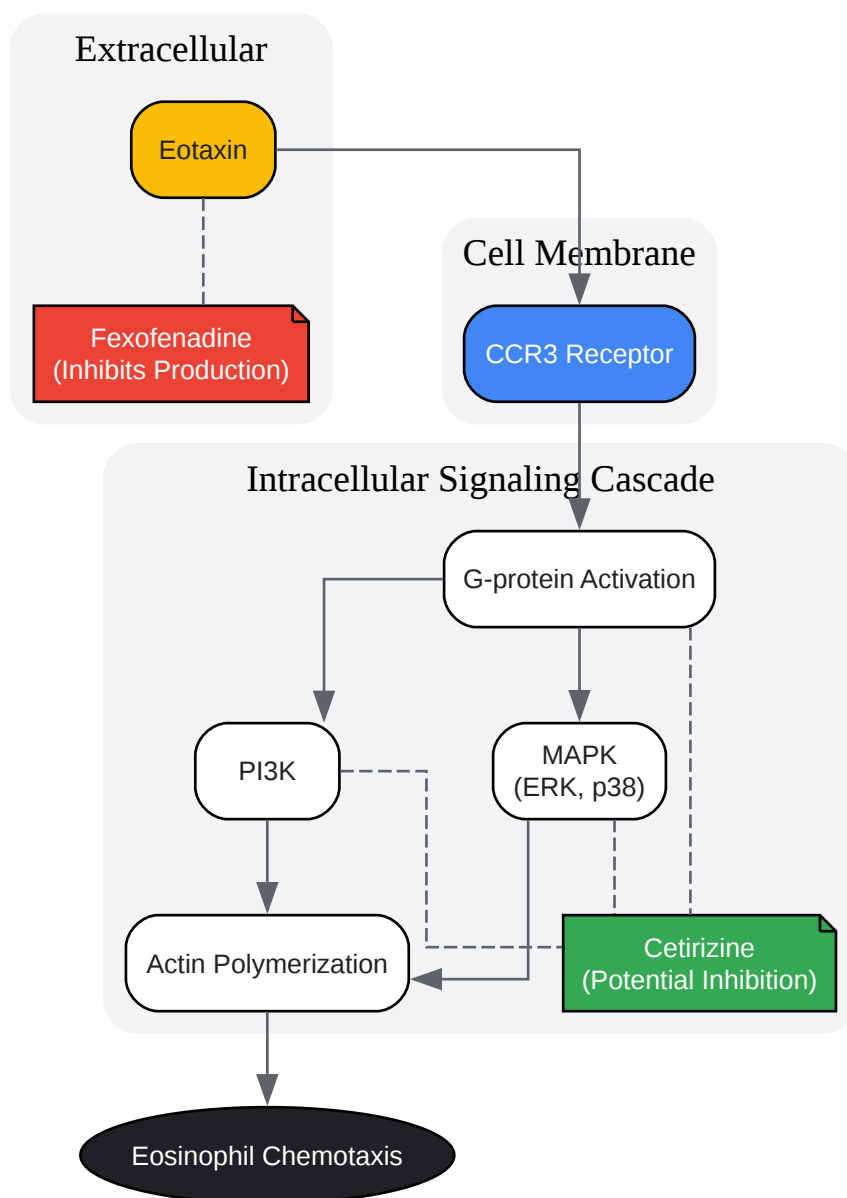 Extracellular
Eotaxin
Cell Membrane
Fexofenadine
(Inhibits Production)
CCR3 Receptor
Intracellular Signaling Cascade
G-protein Activation
PI3K
MAPK
(ERK, p38)
Actin Polymerization
Cetirizine
(Potential Inhibition)
Eosinophil Chemotaxis